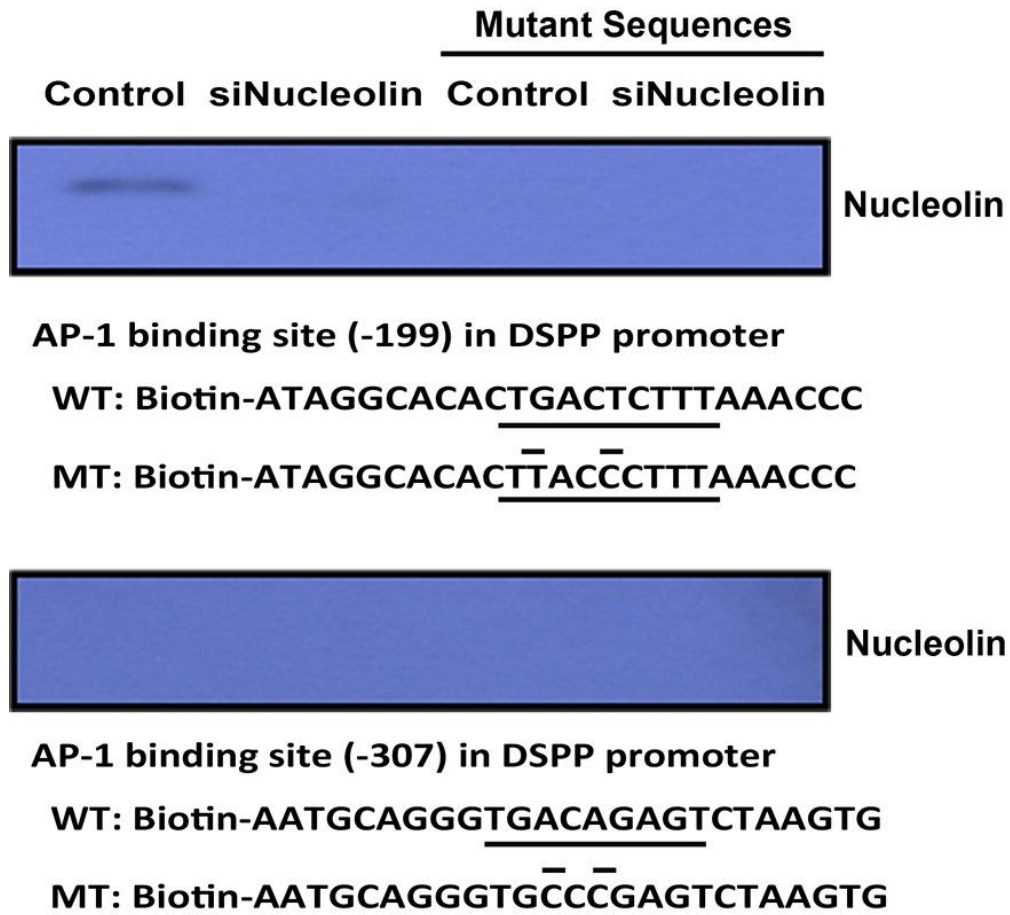 Mutant Sequences
Control siNucleolin Control siNucleolin
Nucleolin
AP-1 binding site (-199) in DSPP promoter
WT: Biotin-ATAGGCACACTGACTCTTTAAACCC
MT: Biotin-ATAGGCACACTTACCCTTTAAACCC
Nucleolin
AP-1 binding site (-307) in DSPP promoter
WT: Biotin-AATGCAGGGTGACAGAGTCTAAGTG
MT: Biotin-AATGCAGGGTGCCCGAGTCTAAGTG